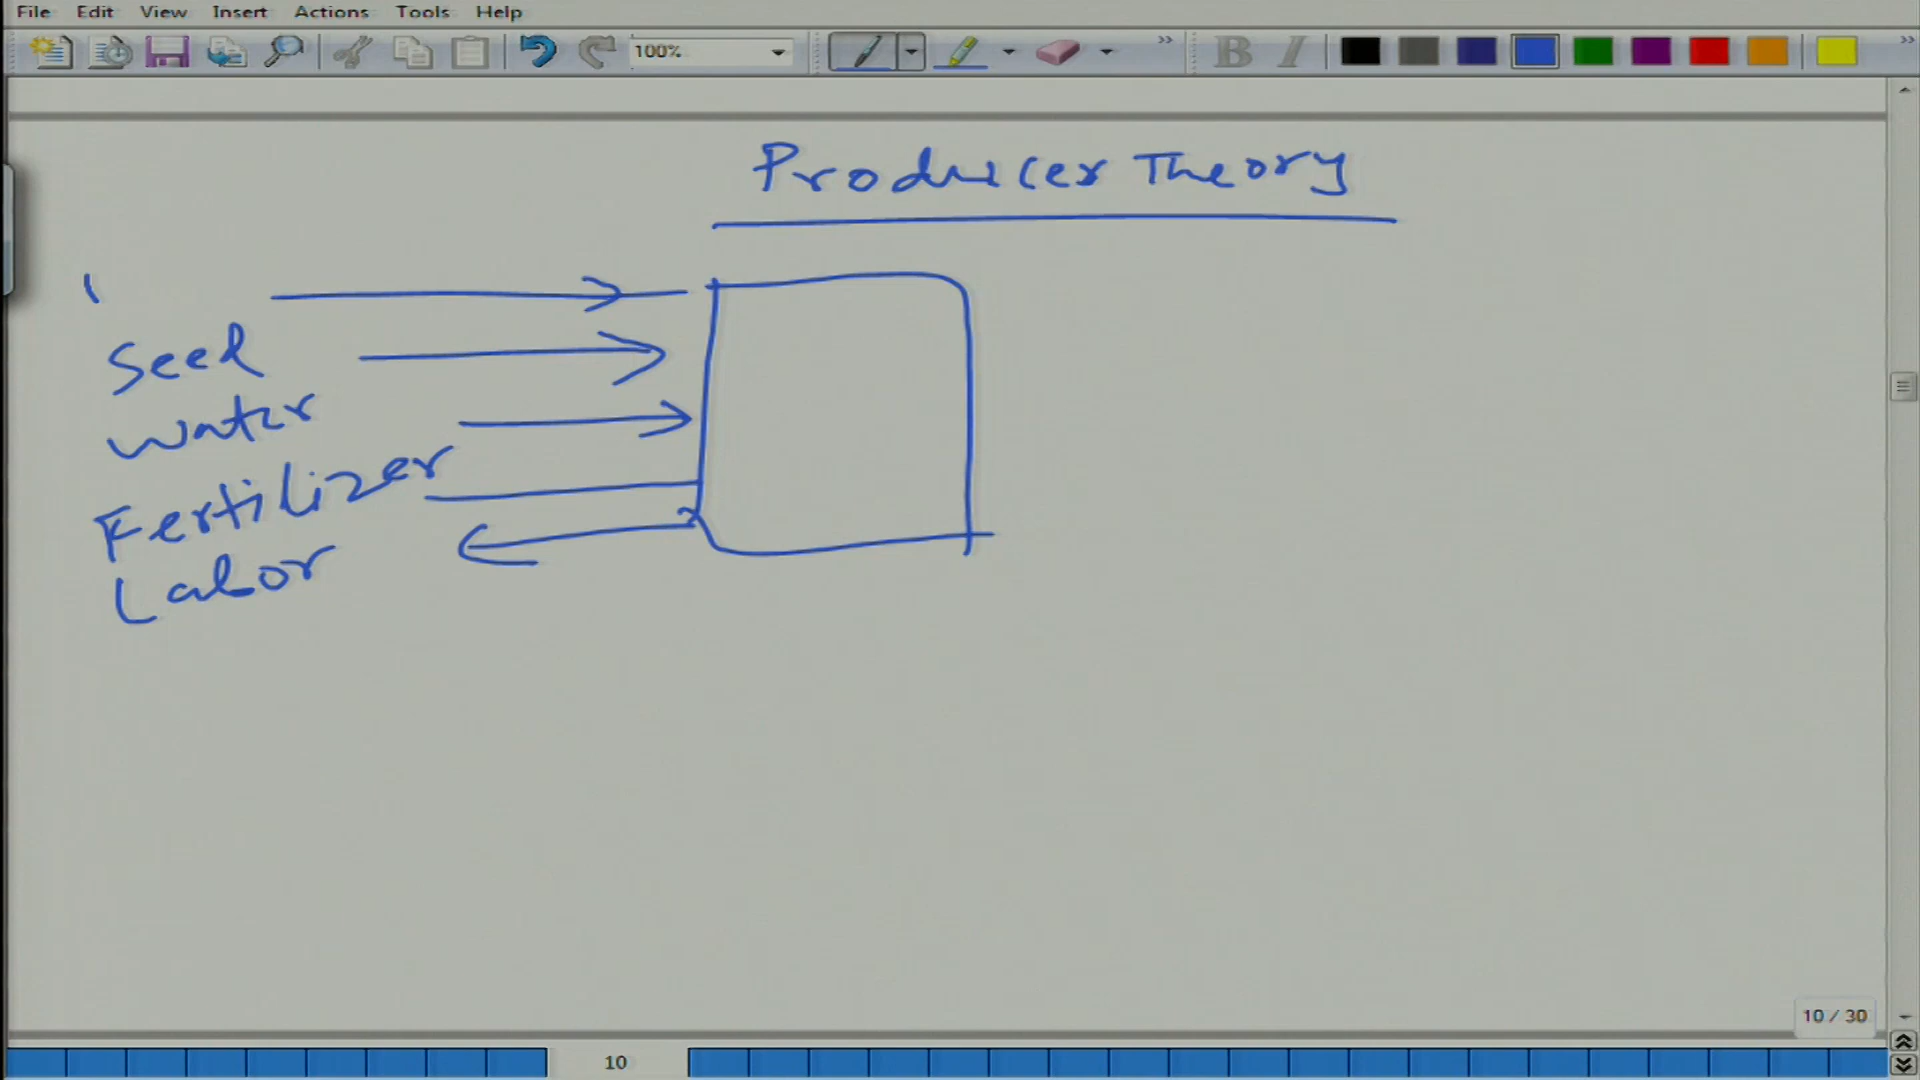 File Edit View Insert Actions Tools Help
100%
B I
Producer Theory
Seed
Water
Fertilizer
Labor
10 / 30
10